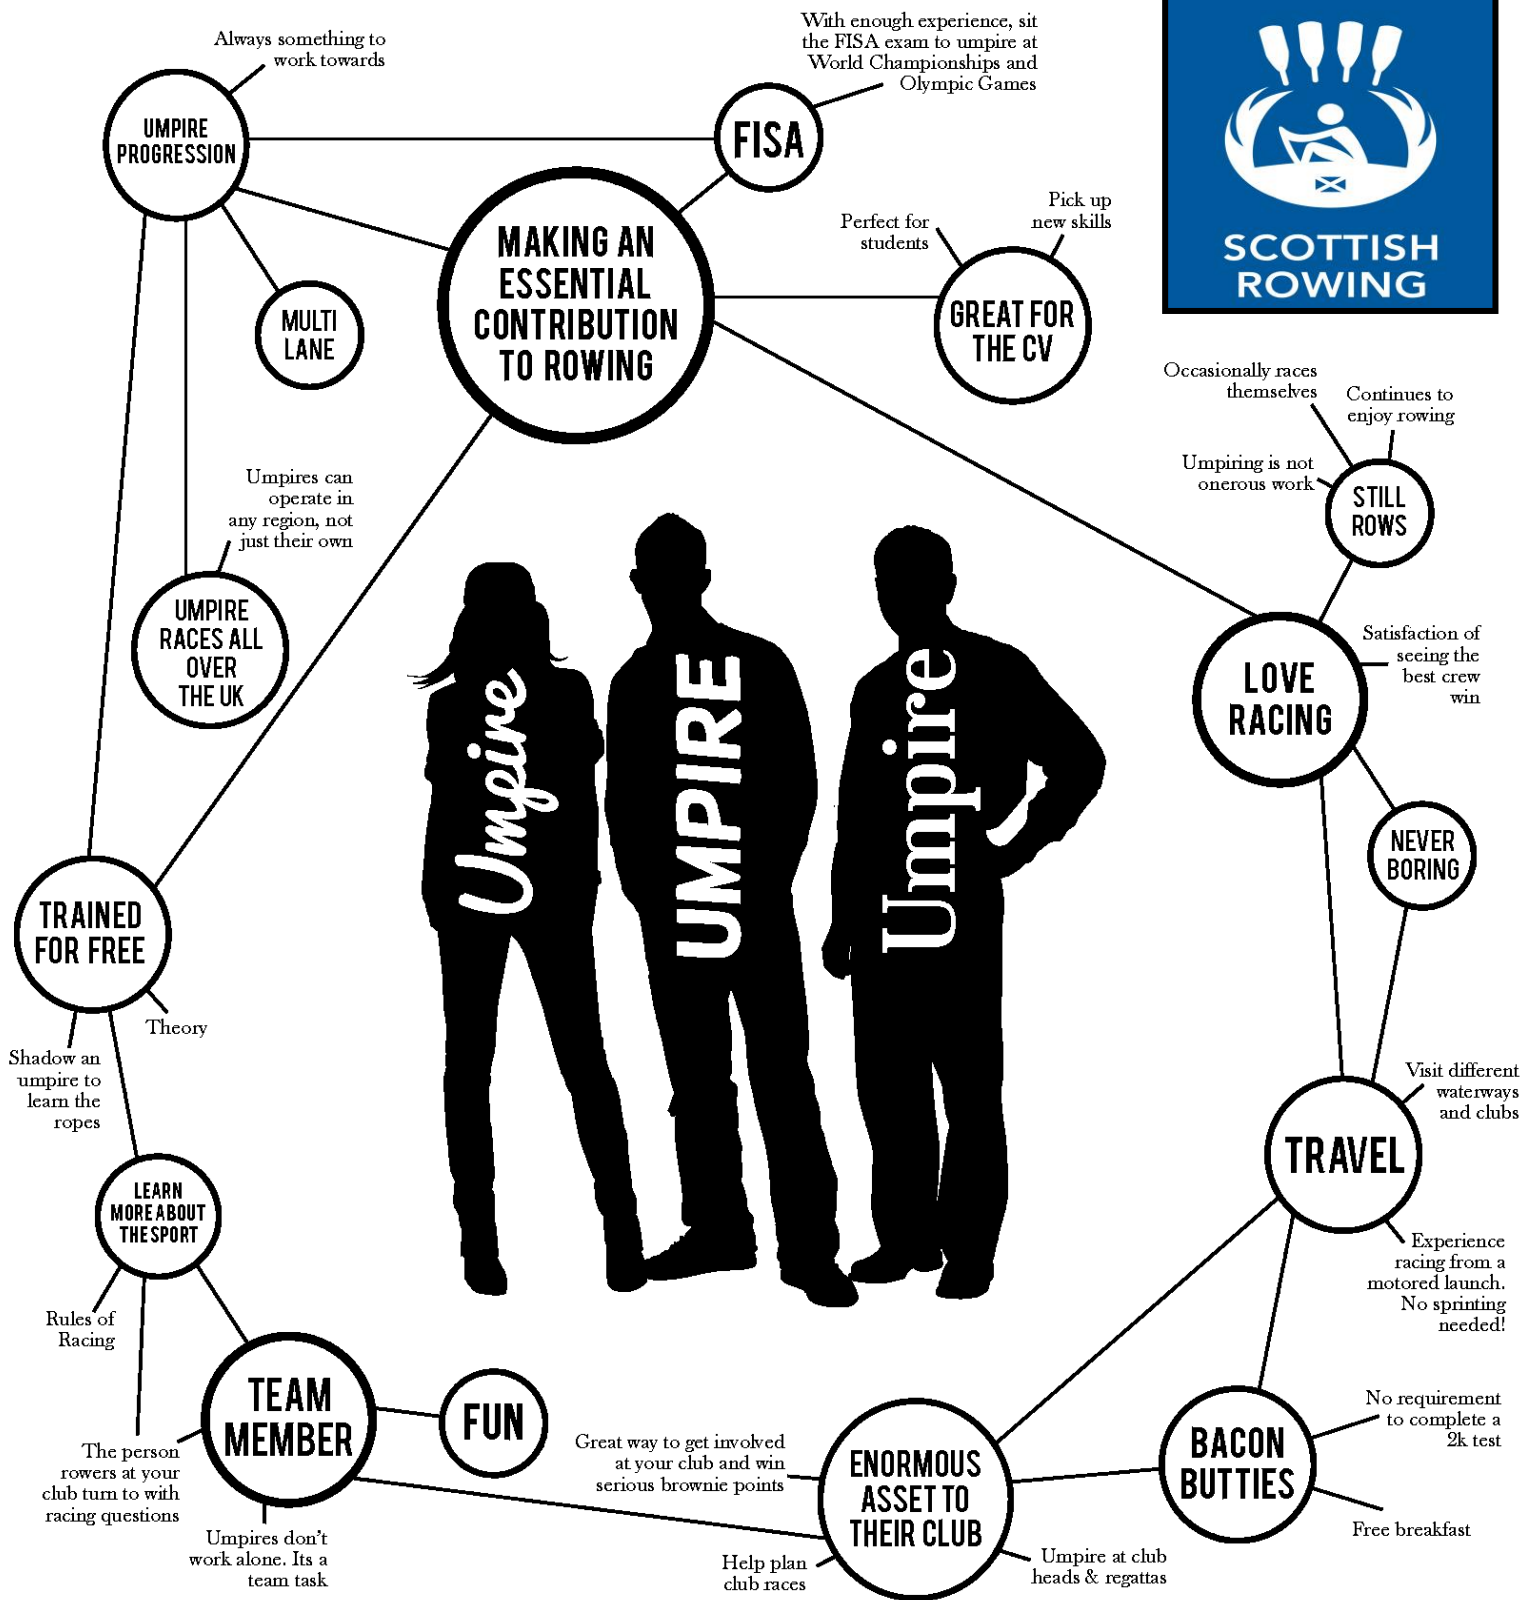 Always something to
work towards
With enough experience, sit
the FISA exam to umpire at
World Championships and
Olympic Games
UMPIRE
PROGRESSION
FISA
SCOTTISH
ROWING
MAKING AN
ESSENTIAL
CONTRIBUTION
TO ROWING
Perfect for
students
Pick up
new skills
GREAT FOR
THE CV
MULTI
LANE
Occasionally races
themselves
Continues to
enjoy rowing
Umpiring is not
onerous work
STILL
ROWS
Umpires can
operate in
any region, not
just their own
UMPIRE
RACES ALL
OVER
THE UK
LOVE
RACING
Satisfaction of
seeing the
best crew
win
Umpire
UMPIRE
Umpire
NEVER
BORING
TRAINED
FOR FREE
Theory
Shadow an
umpire to
learn the
ropes
Visit different
waterways
and clubs
TRAVEL
Experience
racing from a
motored launch.
No sprinting
needed!
LEARN
MORE ABOUT
THE SPORT
Rules of
Racing
TEAM
MEMBER
FUN
The person
rowers at your
club turn to with
racing questions
Umpires don't
work alone. Its a
team task
Great way to get involved
at your club and win
serious brownie points
ENORMOUS
ASSET TO
THEIR CLUB
Help plan
club races
Umpire at club
heads & regattas
BACON
BUTTIES
No requirement
to complete a
2k test
Free breakfast